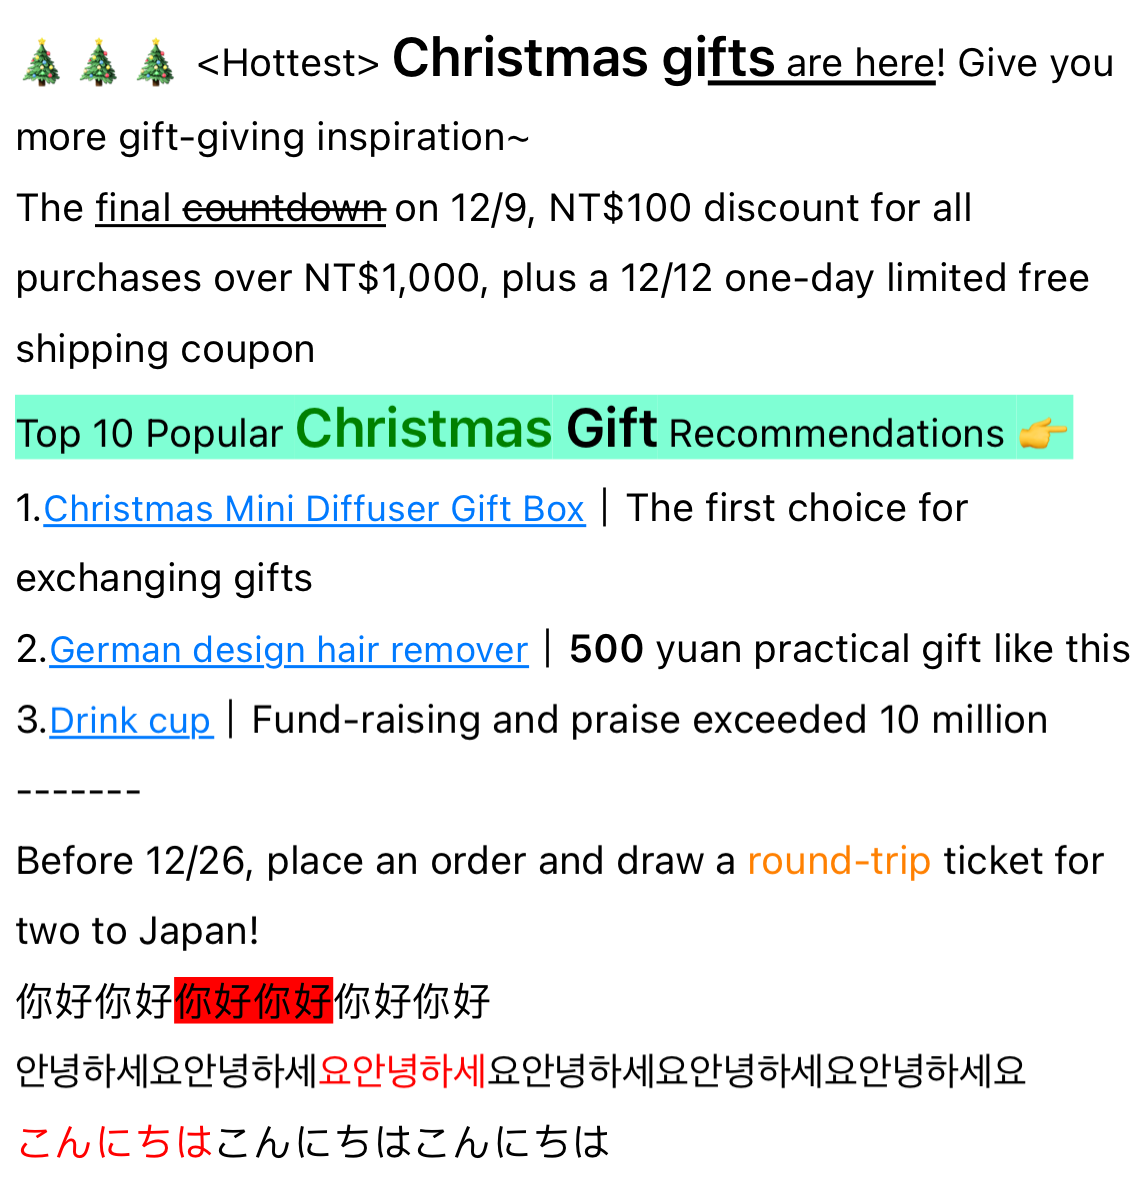 🎄🎄🎄 <Hottest> Christmas gifts are here! Give you
more gift-giving inspiration~
The final countdown on 12/9, NT$100 discount for all
purchases over NT$1,000, plus a 12/12 one-day limited free
shipping coupon
Top 10 Popular Christmas Gift Recommendations 👉
1.Christmas Mini Diffuser Gift Box｜The first choice for
exchanging gifts
2.German design hair remover｜500 yuan practical gift like this
3.Drink cup｜Fund-raising and praise exceeded 10 million
-------
Before 12/26, place an order and draw a round-trip ticket for
two to Japan!
你好你好你好你好你好你好
안녕하세요안녕하세요안녕하세요안녕하세요안녕하세요안녕하세요
こんにちはこんにちはこんにちは